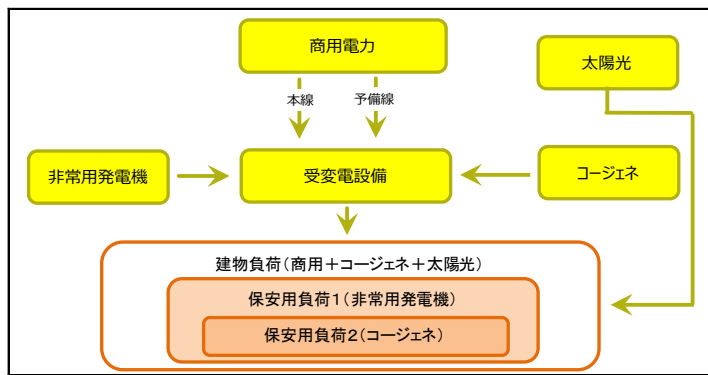 商用電力
太陽光
本線
予備線
非常用発電機
受変電設備
コージェネ
建物負荷(商用＋コージェネ＋太陽光)
保安用負荷１(非常用発電機)
保安用負荷２(コージェネ)